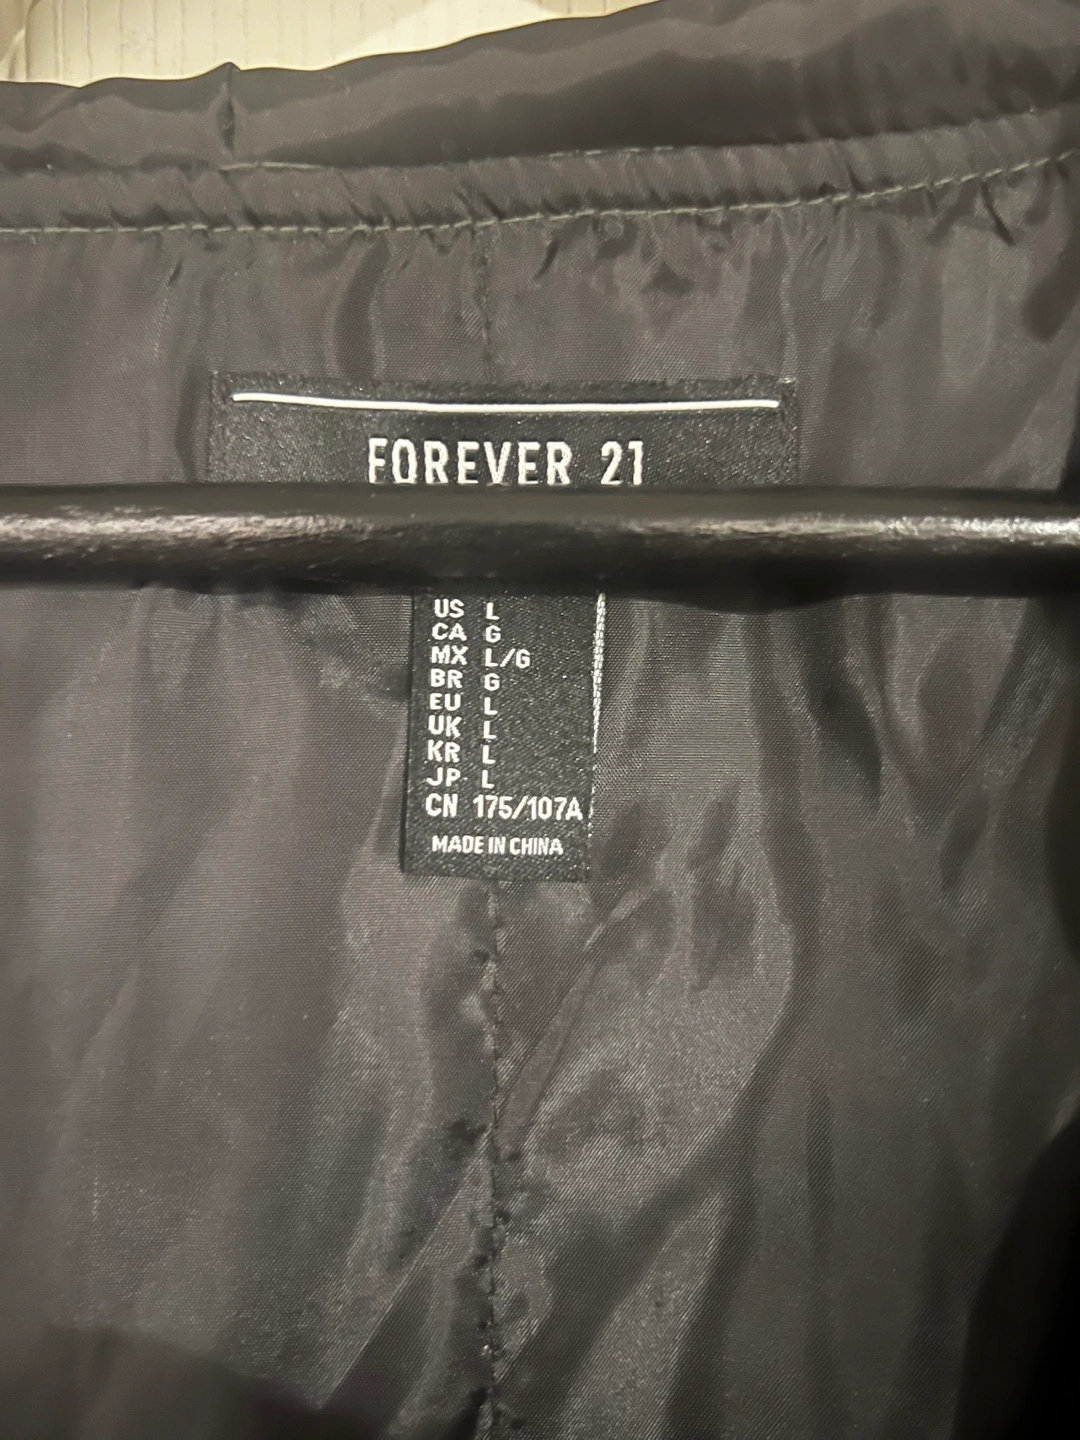 FOREVER 21
US L
CA G
MX L/G
BR G
EU L
UK L
KR L
JP L
CN 175/107A
MADE IN CHINA